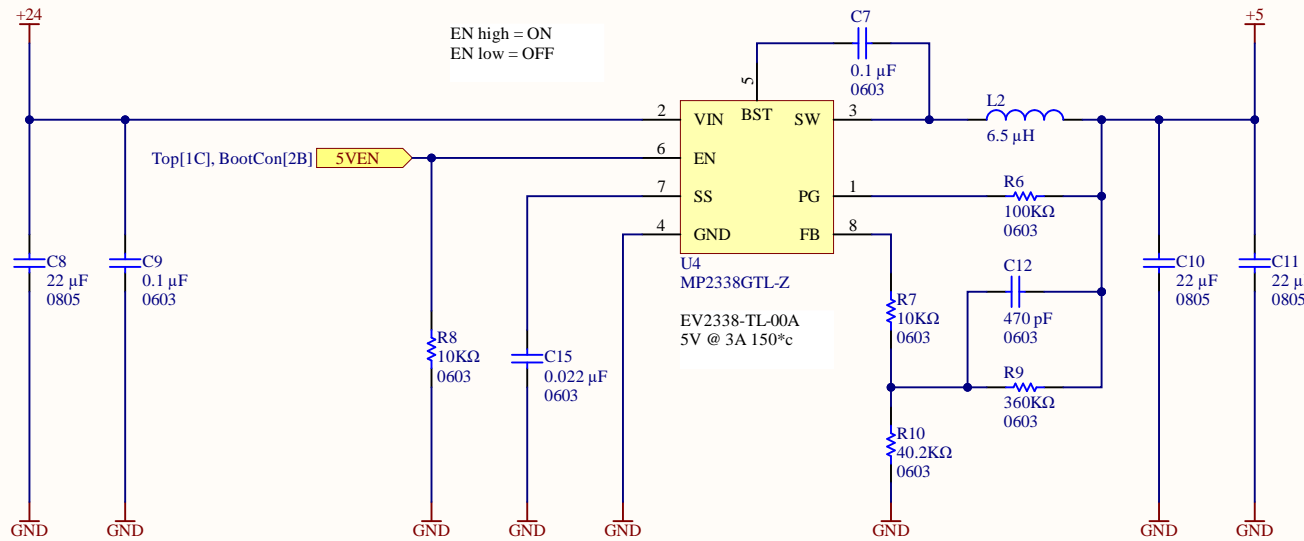 +24
EN high = ON
EN low = OFF
C7
0.1 µF
0603
+5
5
BST
2
VIN
SW
3
L2
6.5 µH
Top[1C], BootCon[2B]
5VEN
6
EN
7
SS
PG
1
R6
100KΩ
0603
4
GND
FB
8
U4
MP2338GTL-Z
C8
22 µF
0805
C9
0.1 µF
0603
C12
470 pF
0603
C10
22 µF
0805
C11
22 µ
0805
EV2338-TL-00A
5V @ 3A 150*c
R7
10KΩ
0603
R8
10KΩ
0603
C15
0.022 µF
0603
R9
360KΩ
0603
R10
40.2KΩ
0603
GND
GND
GND
GND
GND
GND
GND
GND